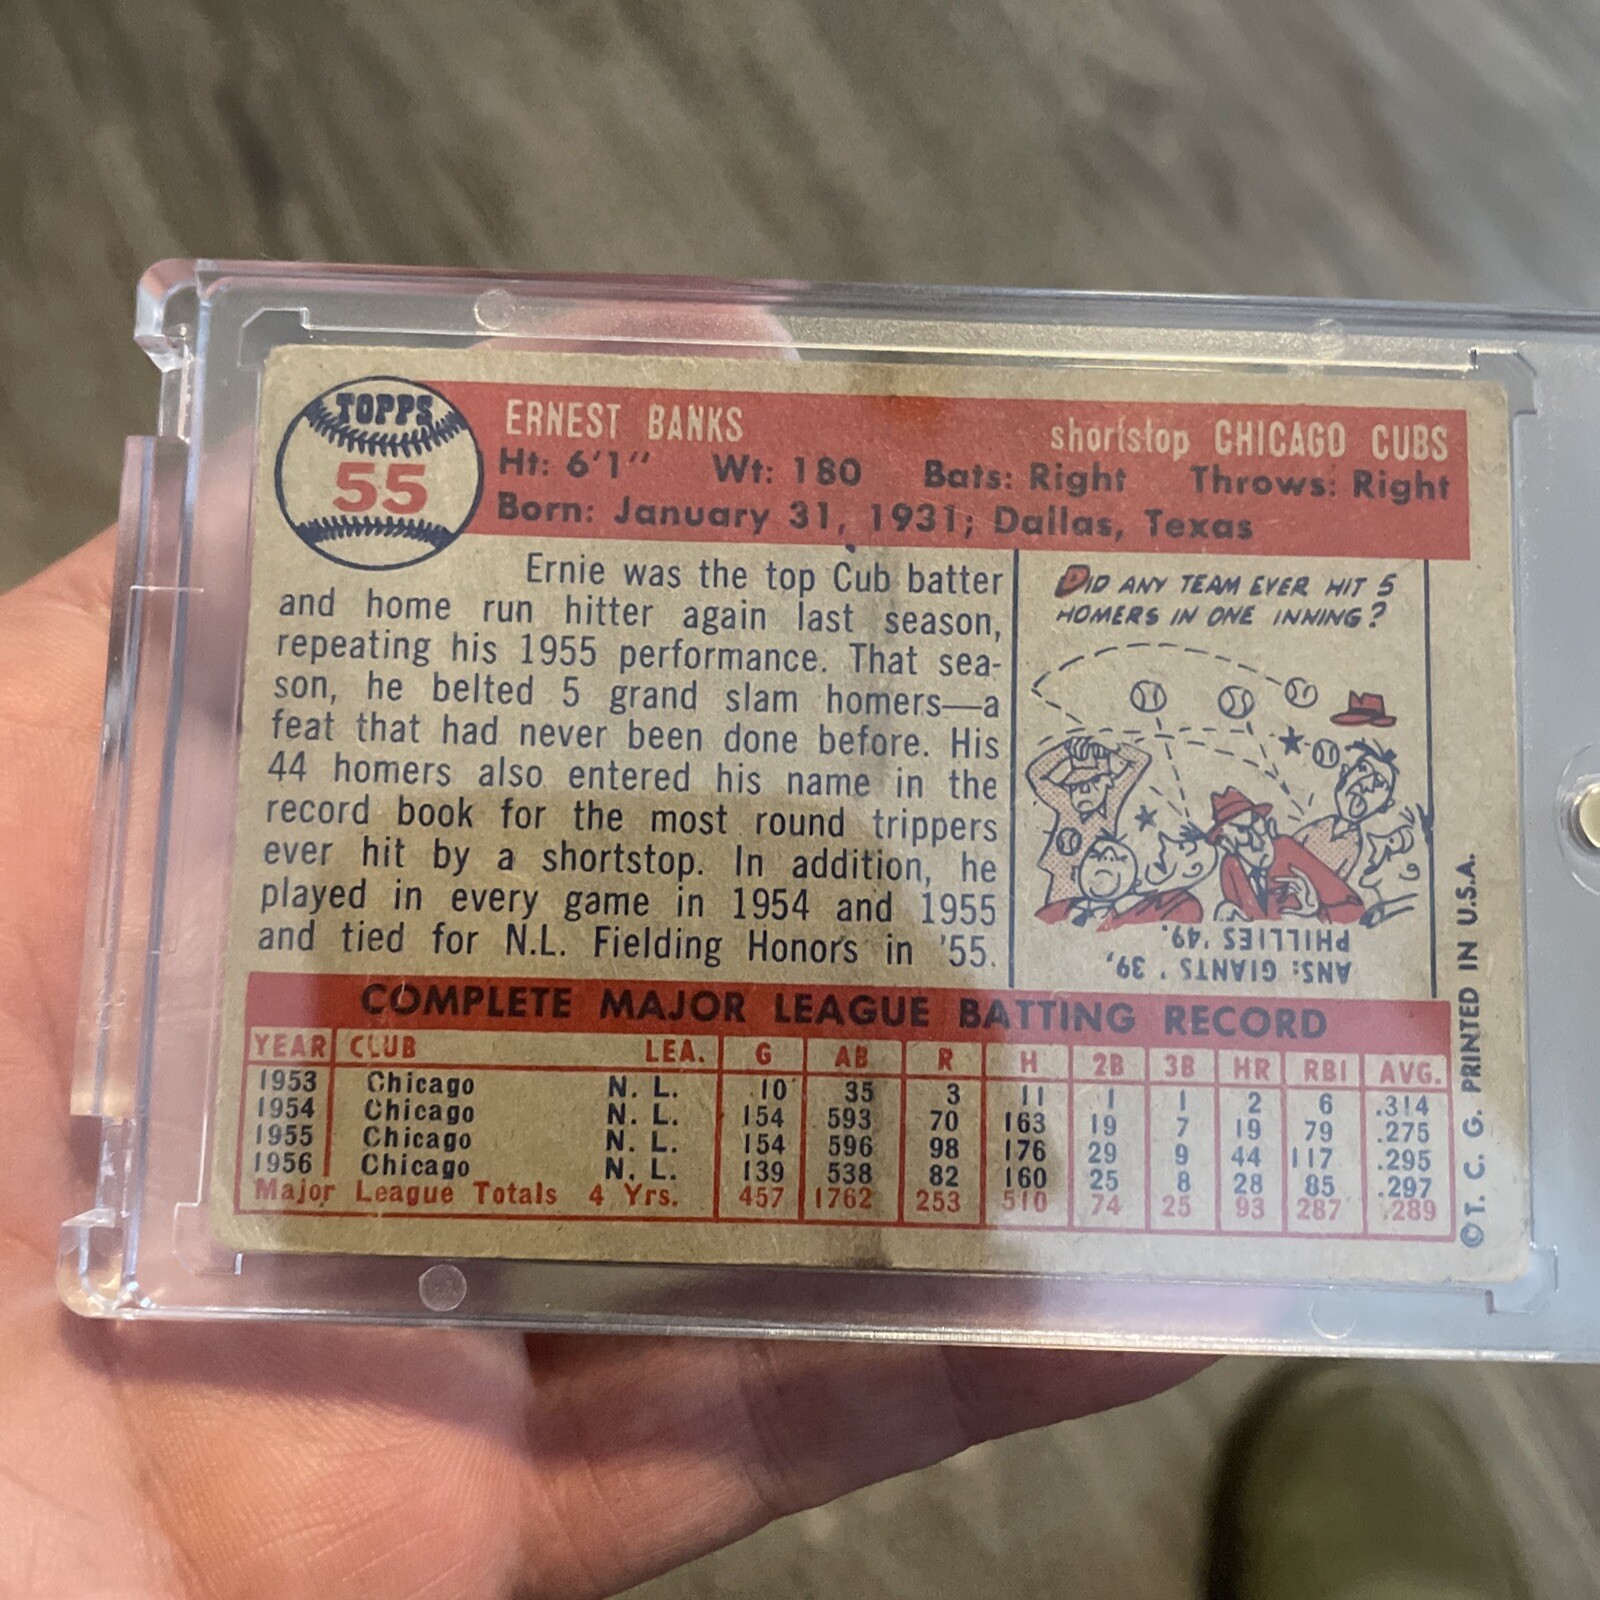 TOPPS
55
ERNEST BANKS shortstop CHICAGO CUBS
Ht: 6'1" Wt: 180 Bats: Right Throws: Right
Born: January 31, 1931; Dallas, Texas
Ernie was the top Cub batter
and home run hitter again last season,
repeating his 1955 performance. That sea-
son, he belted 5 grand slam homers—a
feat that had never been done before. His
44 homers also entered his name in the
record book for the most round trippers
ever hit by a shortstop. In addition, he
played in every game in 1954 and 1955
and tied for N.L. Fielding Honors in '55.
DID ANY TEAM EVER HIT 5
HOMERS IN ONE INNING?
ANS: GIANTS '39,
PHILLIES '49.
COMPLETE MAJOR LEAGUE BATTING RECORD
YEAR CLUB LEA. G AB R H 2B 3B HR RBI AVG.
1953 Chicago N. L. 10 35 3 11 1 1 2 6 .314
1954 Chicago N. L. 154 593 70 163 19 7 19 79 .275
1955 Chicago N. L. 154 596 98 176 29 9 44 117 .295
1956 Chicago N. L. 139 538 82 160 25 8 28 85 .297
Major League Totals 4 Yrs. 457 1762 253 510 74 25 93 287 .289
© T. C. G. PRINTED IN U.S.A.